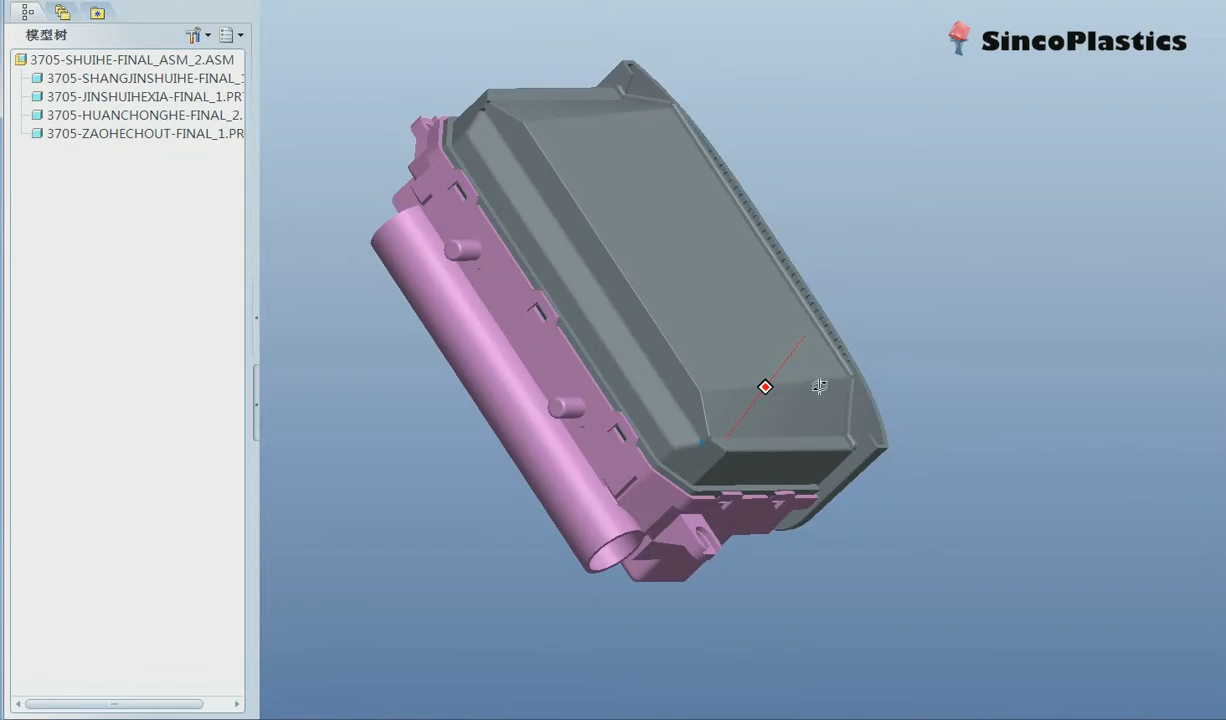 SincoPlastics
模型树
3705-SHUIHE-FINAL_ASM_2.ASM
3705-SHANGJINSHUIHE-FINAL_
3705-JINSHUIHEXIA-FINAL_1.PR
3705-HUANCHONGHE-FINAL_2.
3705-ZAOHECHOUT-FINAL_1.PR